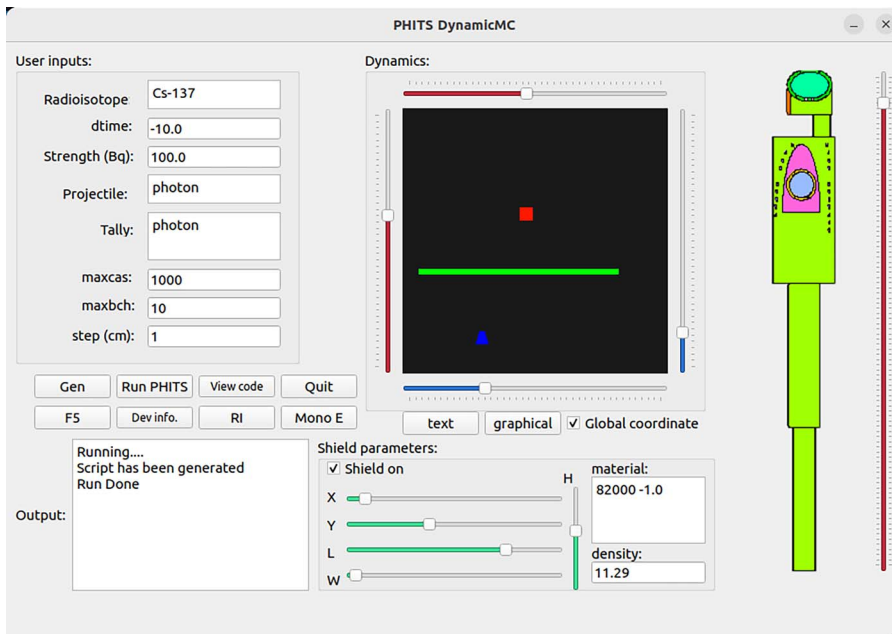 PHITS DynamicMC
User inputs:
Radioisotope
Cs-137
dtime:
-10.0
Strength (Bq):
100.0
Projectile:
photon
Tally:
photon
maxcas:
1000
maxbch:
10
step (cm):
1
Gen
Run PHITS
View code
Quit
F5
Dev info.
RI
Mono E
Output:
Running....
Script has been generated
Run Done
Dynamics:
text
graphical
Global coordinate
Shield parameters:
Shield on
X
Y
L
W
H
material:
82000 -1.0
density:
11.29